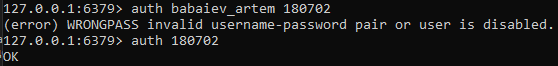 127.0.0.1:6379> auth babaiev_artem 180702
(error) WRONGPASS invalid username-password pair or user is disabled.
127.0.0.1:6379> auth 180702
OK